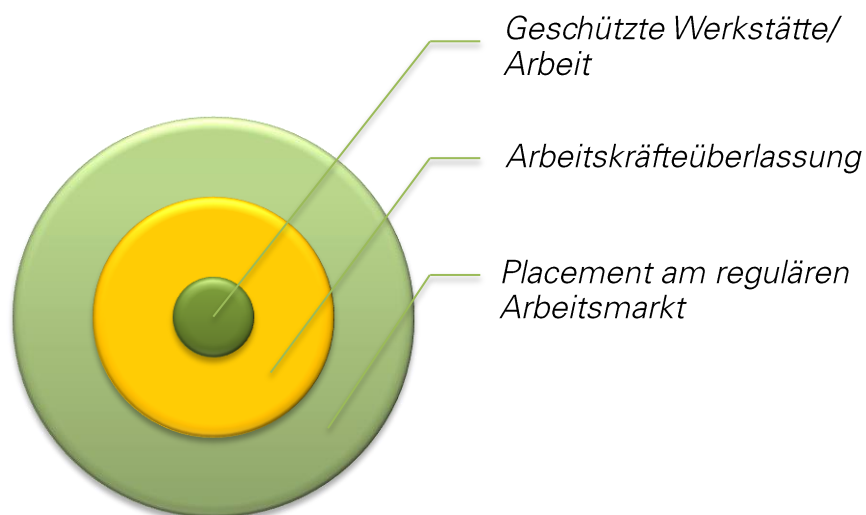 Geschützte Werkstätte/
Arbeit
Arbeitskräfteüberlassung
Placement am regulären
Arbeitsmarkt